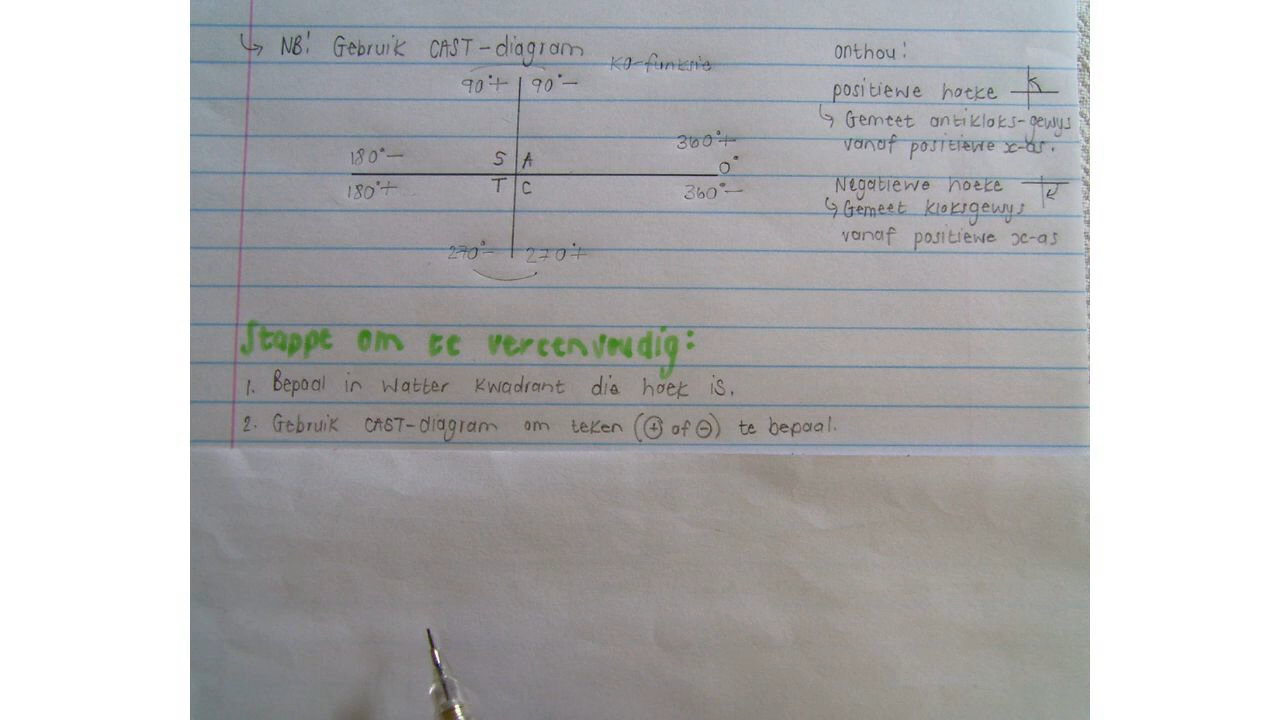 ↳ NB! Gebruik CAST-diagram
KO-funksie
90°+ 90°-
180°- S A 360°+
0°
180°+ T C 360°-
270°- 270°+
onthou!
positiewe hoeke
↳ Gemeet antikloks-gewys
vanaf positiewe x-as.
Negatiewe hoeke
↳ Gemeet kloksgewys
vanaf positiewe x-as
Stappe om te vereenvoudig:
1. Bepaal in watter kwadrant die hoek is.
2. Gebruik CAST-diagram om teken (⊕ of ⊖) te bepaal.